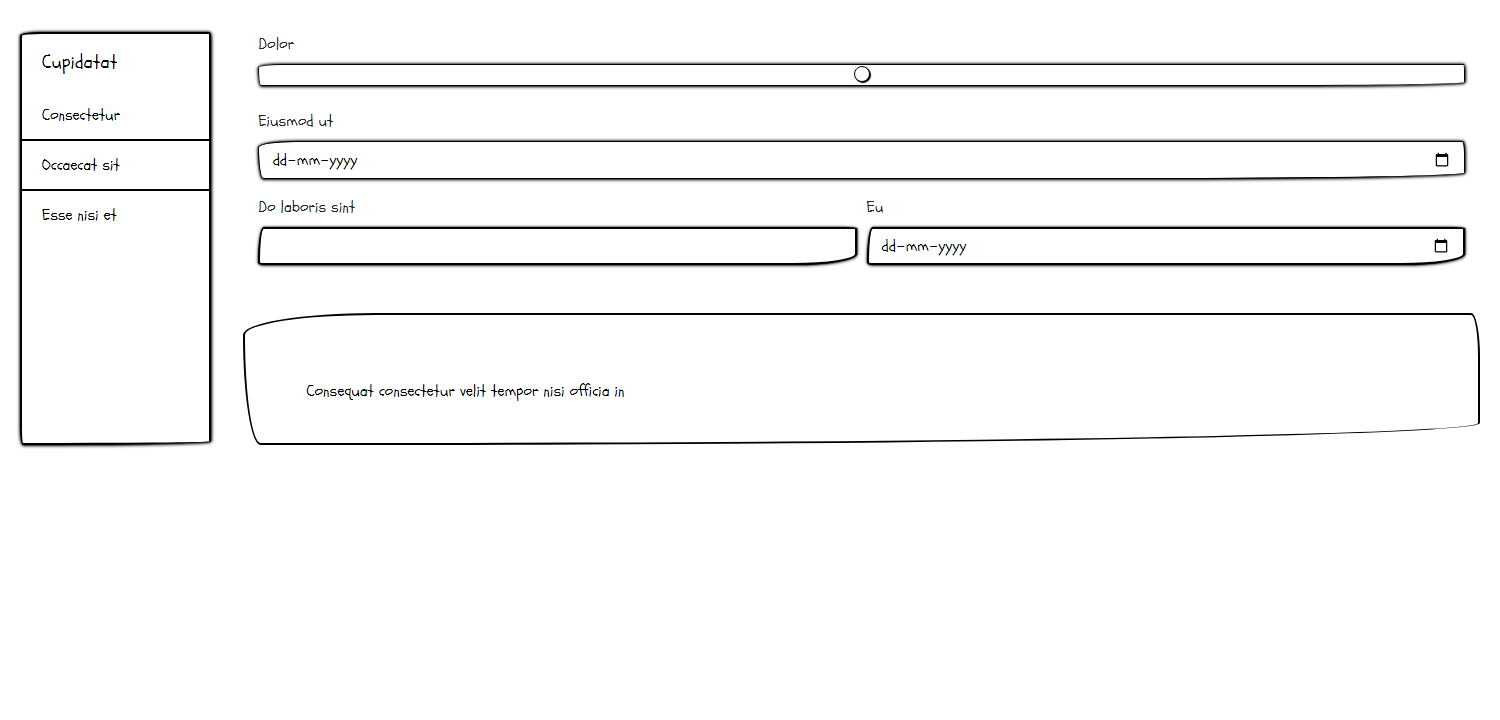 Cupidatat
Consectetur
Occaecat sit
Esse nisi et
Dolor
Eiusmod ut
dd-mm-yyyy
Do laboris sint
Eu
dd-mm-yyyy
Consequat consectetur velit tempor nisi officia in